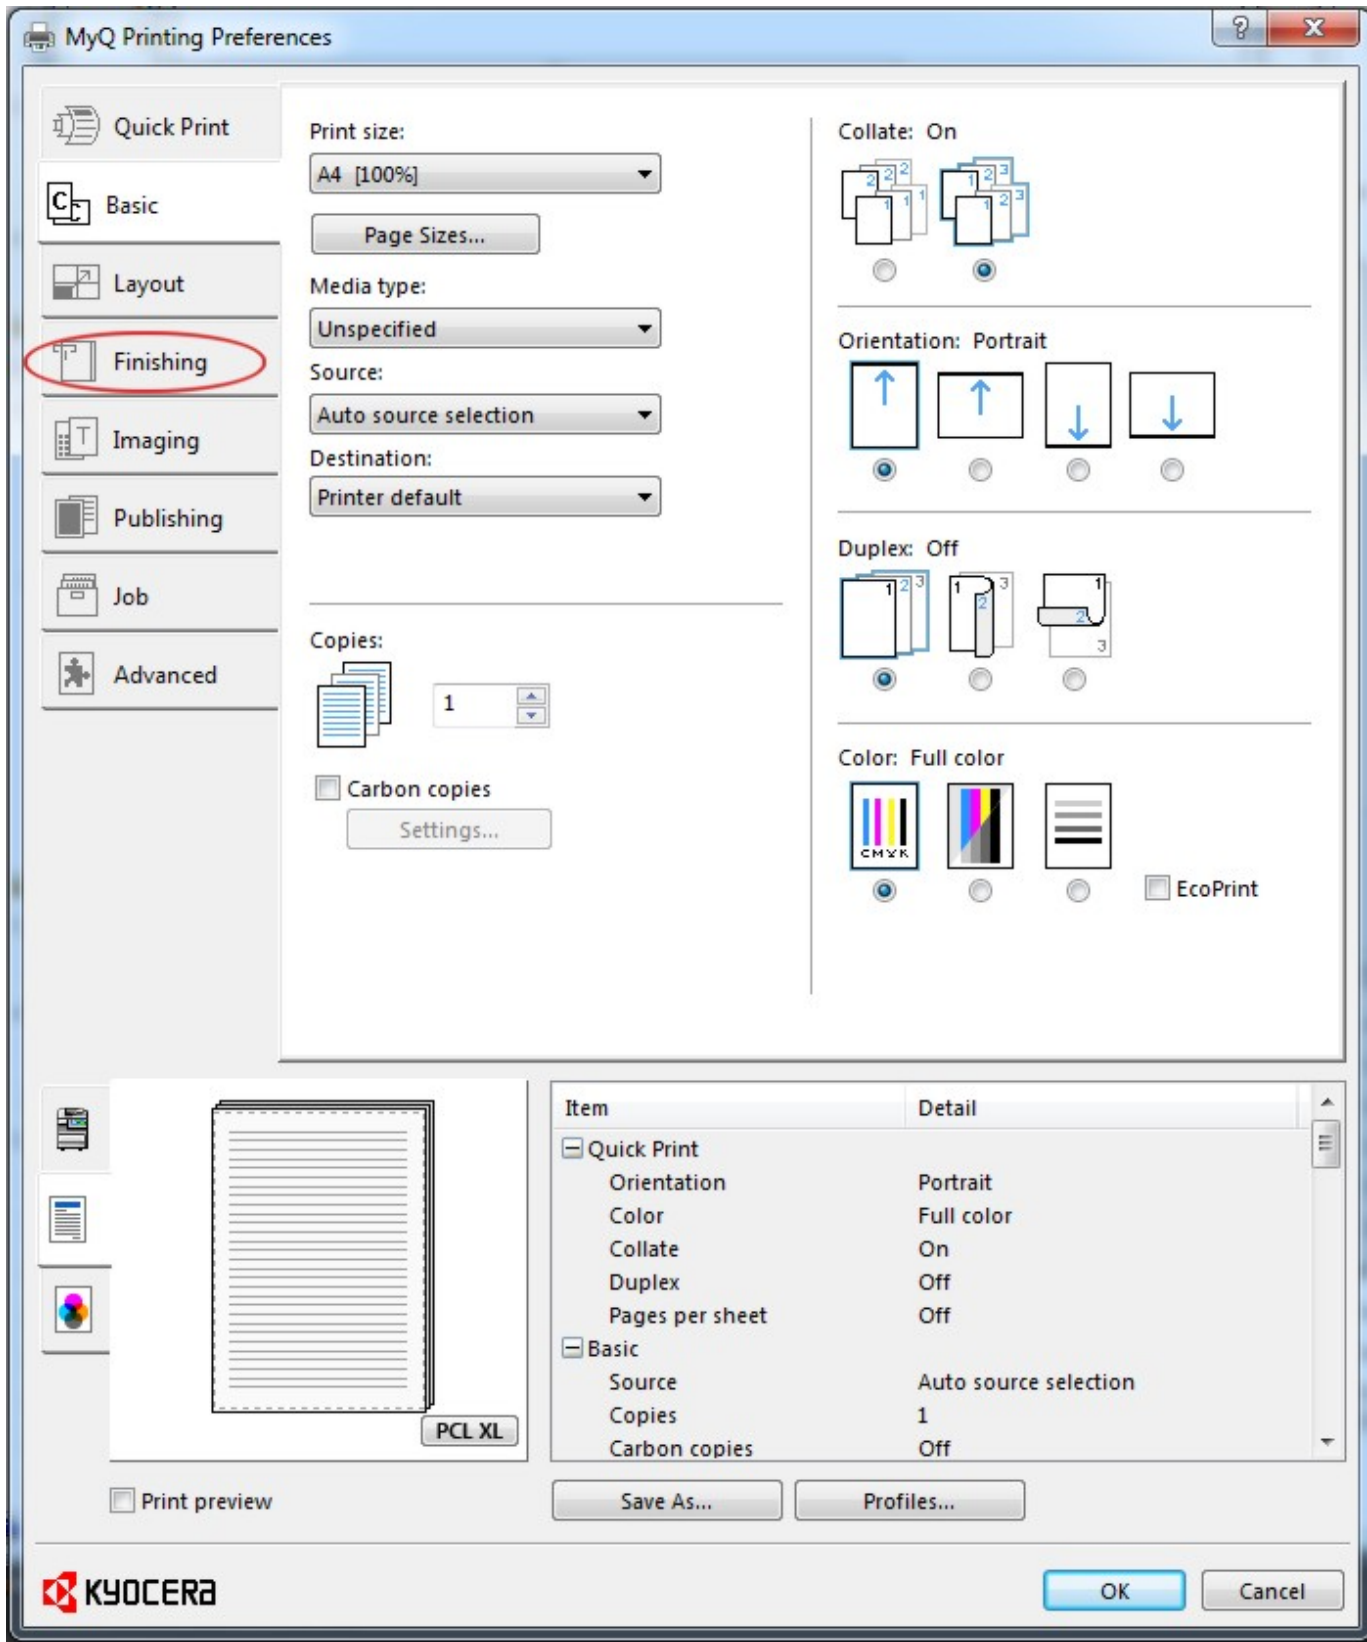 MyQ Printing Preferences
Quick Print
Basic
Layout
Finishing
Imaging
Publishing
Job
Advanced
Print size:
A4 [100%]
Page Sizes...
Media type:
Unspecified
Source:
Auto source selection
Destination:
Printer default
Copies:
1
Carbon copies
Settings...
Collate: On
Orientation: Portrait
Duplex: Off
Color: Full color
CMYK
EcoPrint
PCL XL
Print preview
Item Detail
Quick Print
Orientation Portrait
Color Full color
Collate On
Duplex Off
Pages per sheet Off
Basic
Source Auto source selection
Copies 1
Carbon copies Off
Save As... Profiles...
KYOCERA
OK Cancel